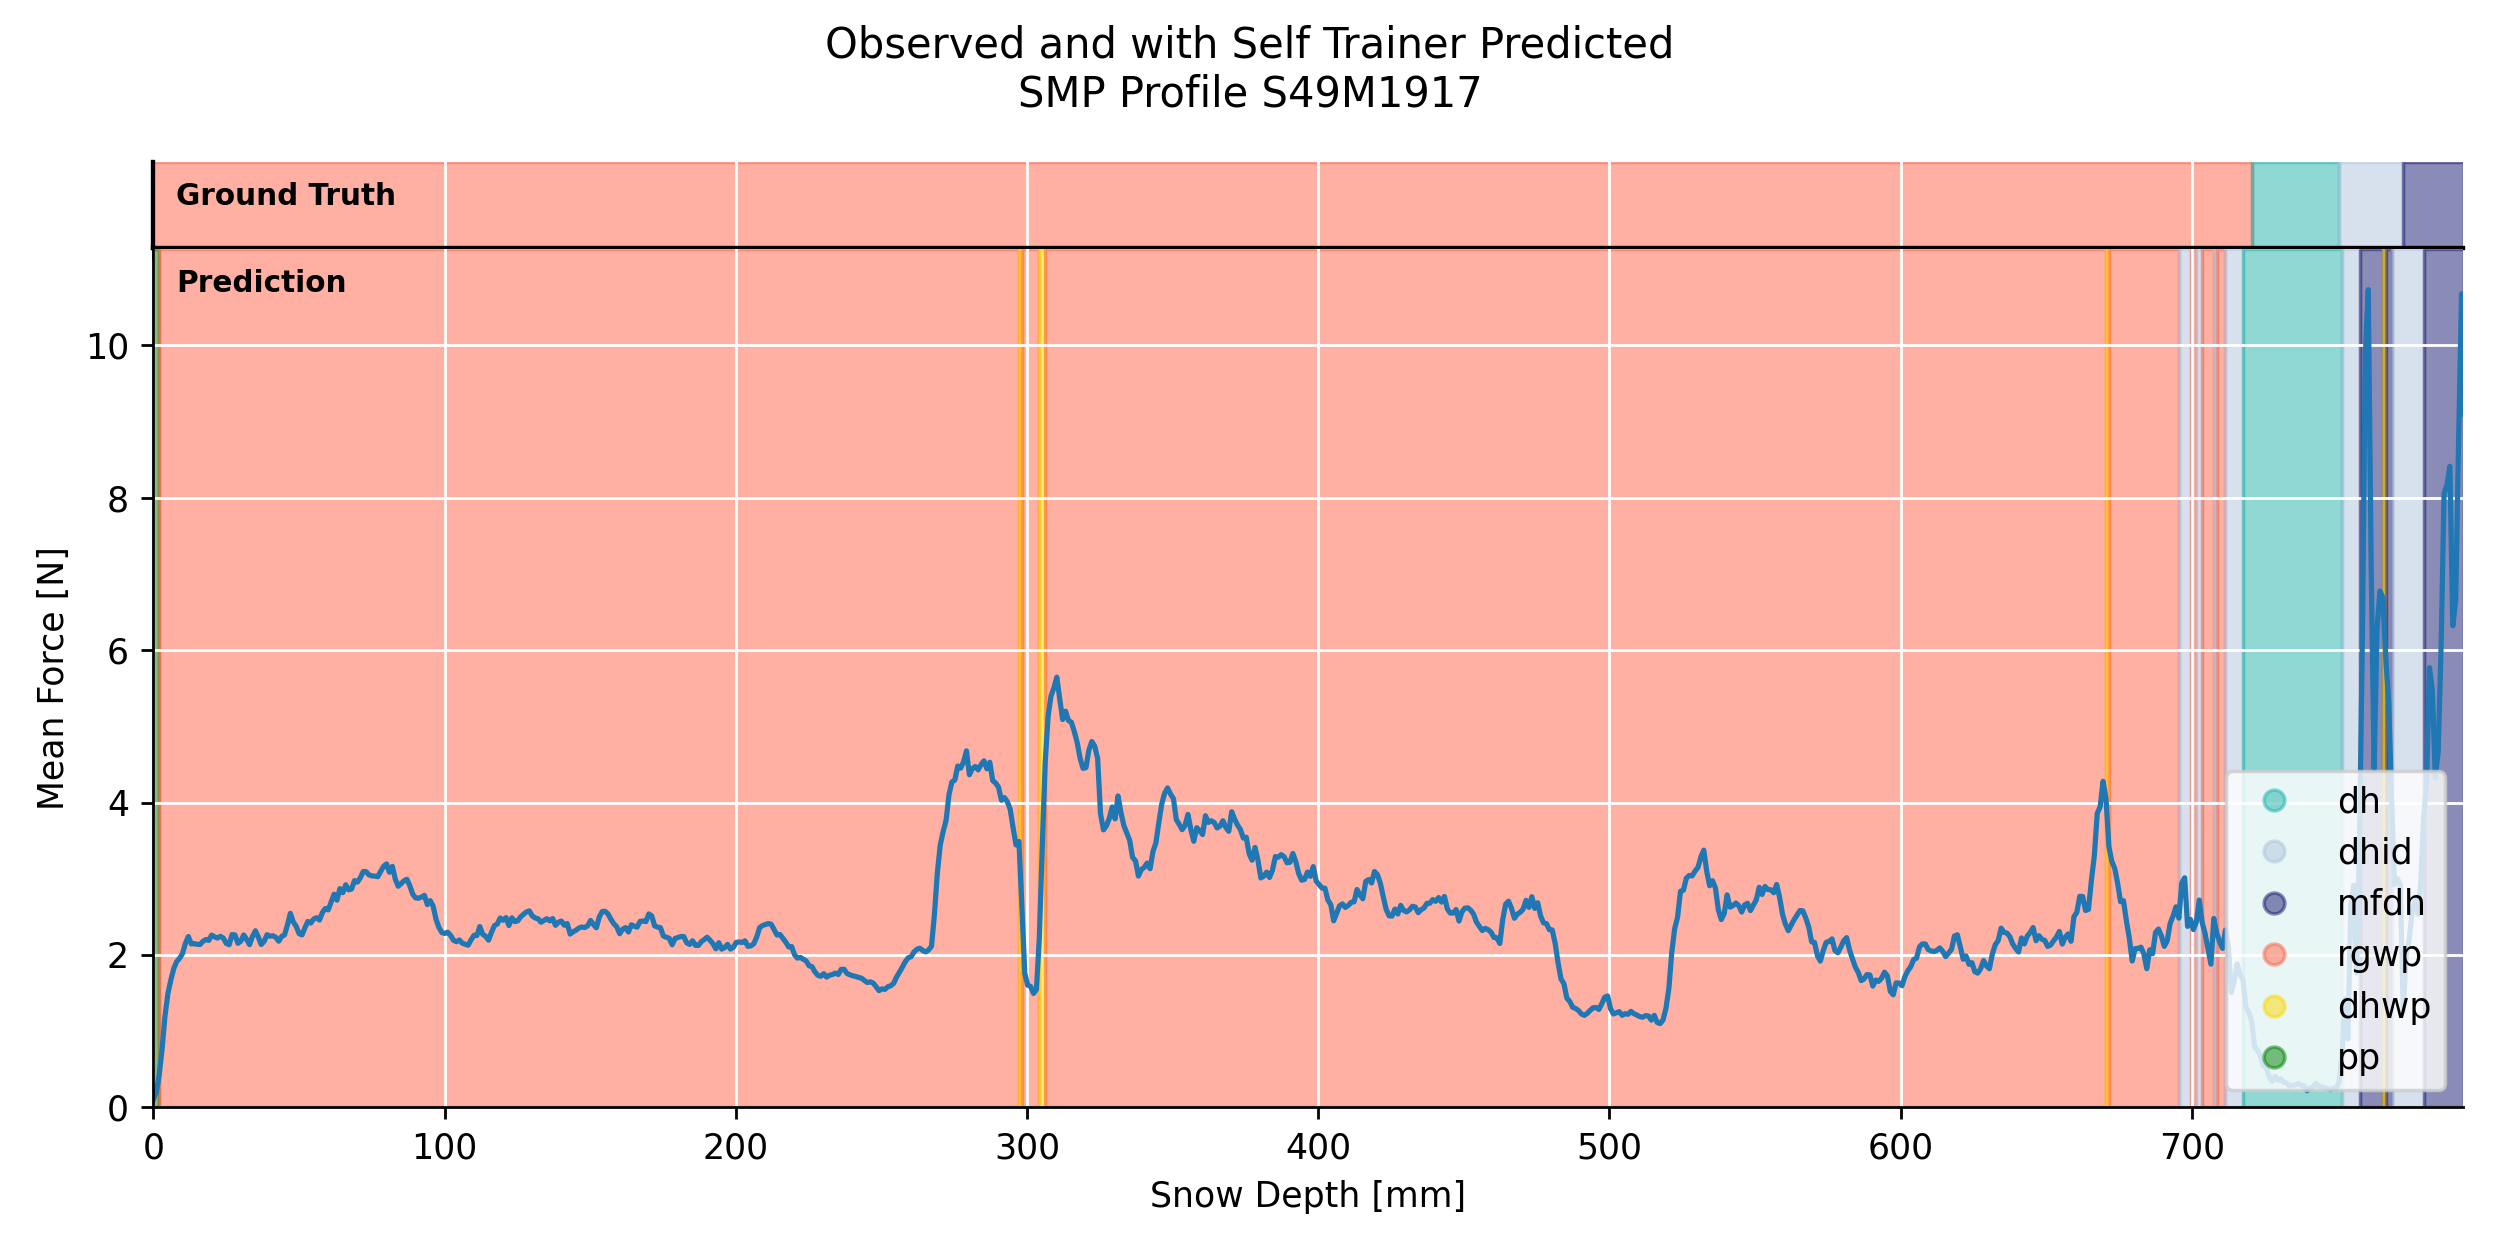 Observed and with Self Trainer Predicted
SMP Profile S49M1917
Ground Truth
Prediction
10
8
6
4
2
0
Mean Force [N]
0 100 200 300 400 500 600 700
Snow Depth [mm]
dh
dhid
mfdh
rgwp
dhwp
pp